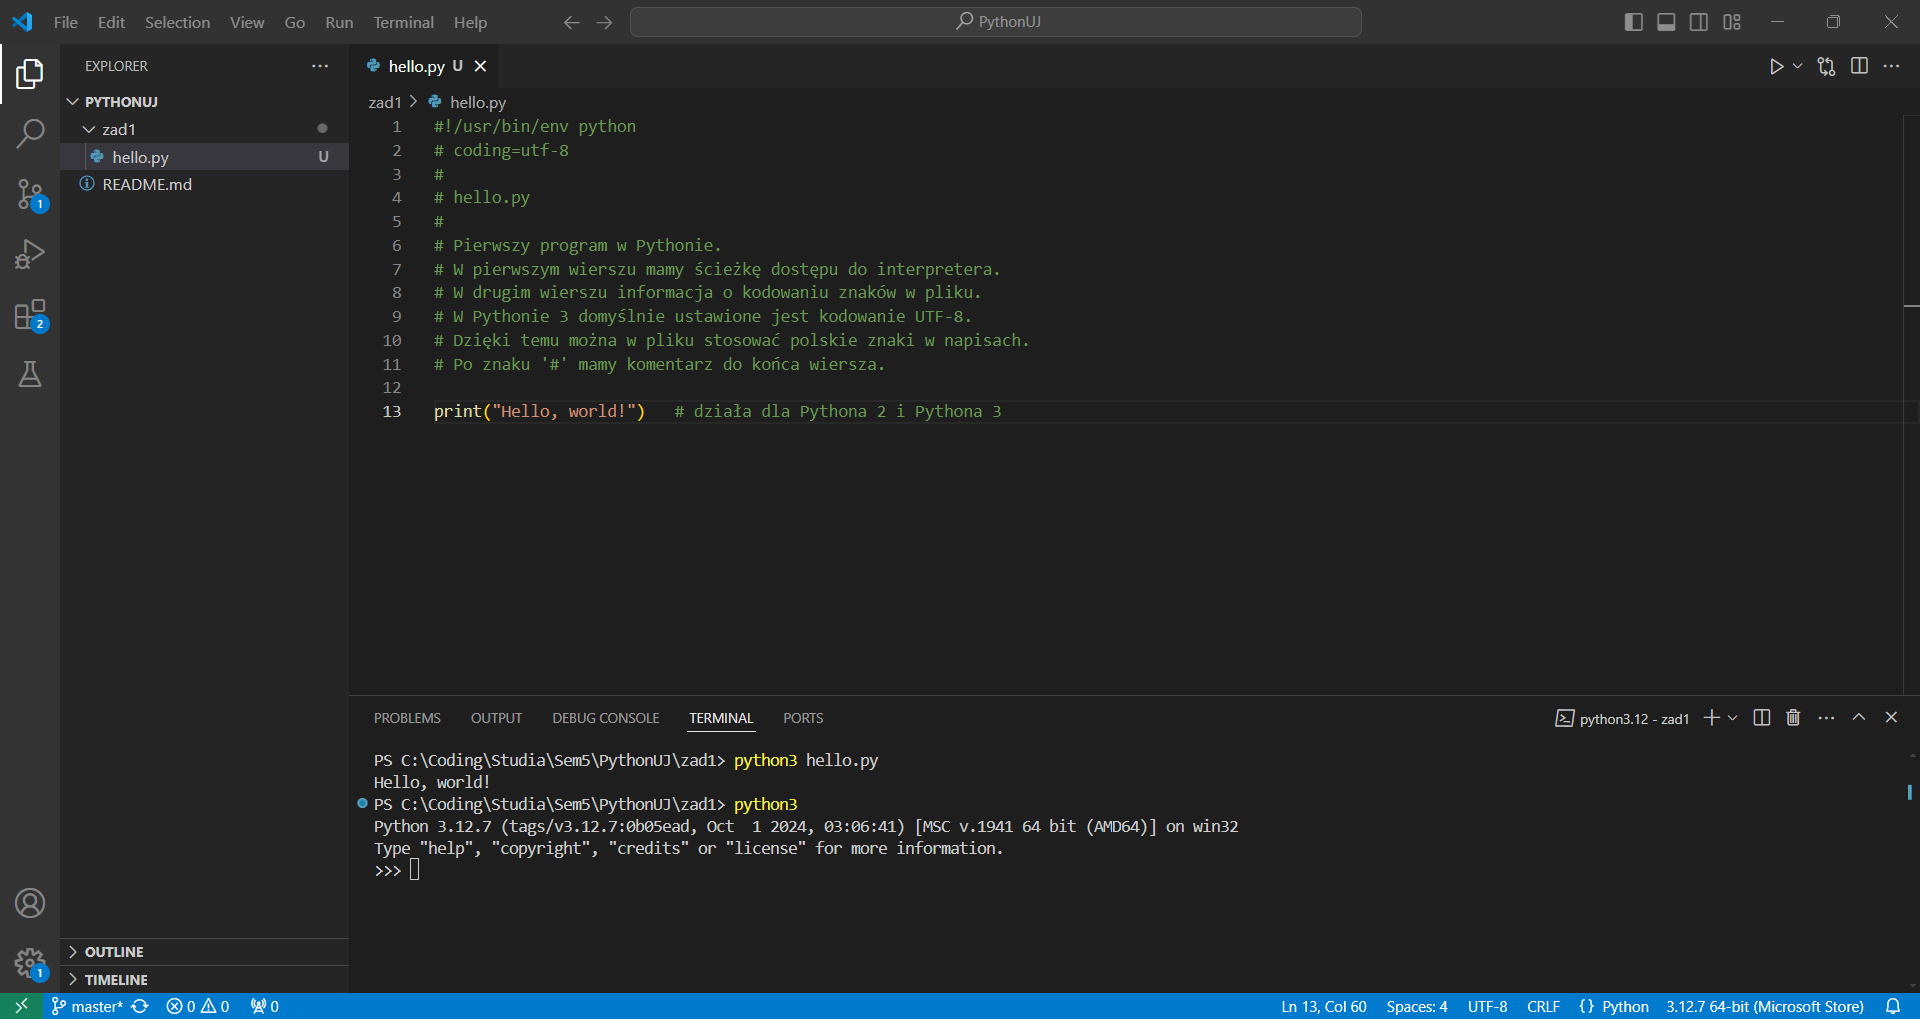 File Edit Selection View Go Run Terminal Help
PythonUJ
EXPLORER
PYTHONUJ
zad1
hello.py U
README.md
1
2
OUTLINE
1
TIMELINE
hello.py U
zad1 > hello.py
1 #!/usr/bin/env python
2 # coding=utf-8
3 #
4 # hello.py
5 #
6 # Pierwszy program w Pythonie.
7 # W pierwszym wierszu mamy ścieżkę dostępu do interpretera.
8 # W drugim wierszu informacja o kodowaniu znaków w pliku.
9 # W Pythonie 3 domyślnie ustawione jest kodowanie UTF-8.
10 # Dzięki temu można w pliku stosować polskie znaki w napisach.
11 # Po znaku '#' mamy komentarz do końca wiersza.
12
13 print("Hello, world!")   # działa dla Pythona 2 i Pythona 3
PROBLEMS OUTPUT DEBUG CONSOLE TERMINAL PORTS
python3.12 - zad1
PS C:\Coding\Studia\Sem5\PythonUJ\zad1> python3 hello.py
Hello, world!
PS C:\Coding\Studia\Sem5\PythonUJ\zad1> python3
Python 3.12.7 (tags/v3.12.7:0b05ead, Oct  1 2024, 03:06:41) [MSC v.1941 64 bit (AMD64)] on win32
Type "help", "copyright", "credits" or "license" for more information.
>>>
master* 0 0 0
Ln 13, Col 60 Spaces: 4 UTF-8 CRLF {} Python 3.12.7 64-bit (Microsoft Store)